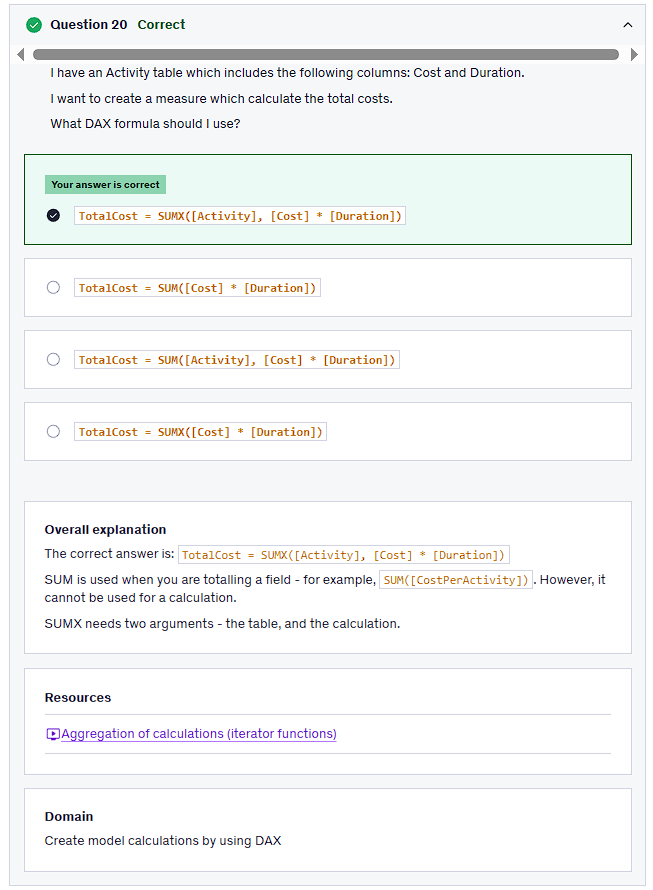 Question 20 Correct
I have an Activity table which includes the following columns: Cost and Duration.
I want to create a measure which calculate the total costs.
What DAX formula should I use?
Your answer is correct
TotalCost = SUMX([Activity], [Cost] * [Duration])
TotalCost = SUM([Cost] * [Duration])
TotalCost = SUM([Activity], [Cost] * [Duration])
TotalCost = SUMX([Cost] * [Duration])
Overall explanation
The correct answer is: TotalCost = SUMX([Activity], [Cost] * [Duration])
SUM is used when you are totalling a field - for example, SUM([CostPerActivity]). However, it
cannot be used for a calculation.
SUMX needs two arguments - the table, and the calculation.
Resources
Aggregation of calculations (iterator functions)
Domain
Create model calculations by using DAX